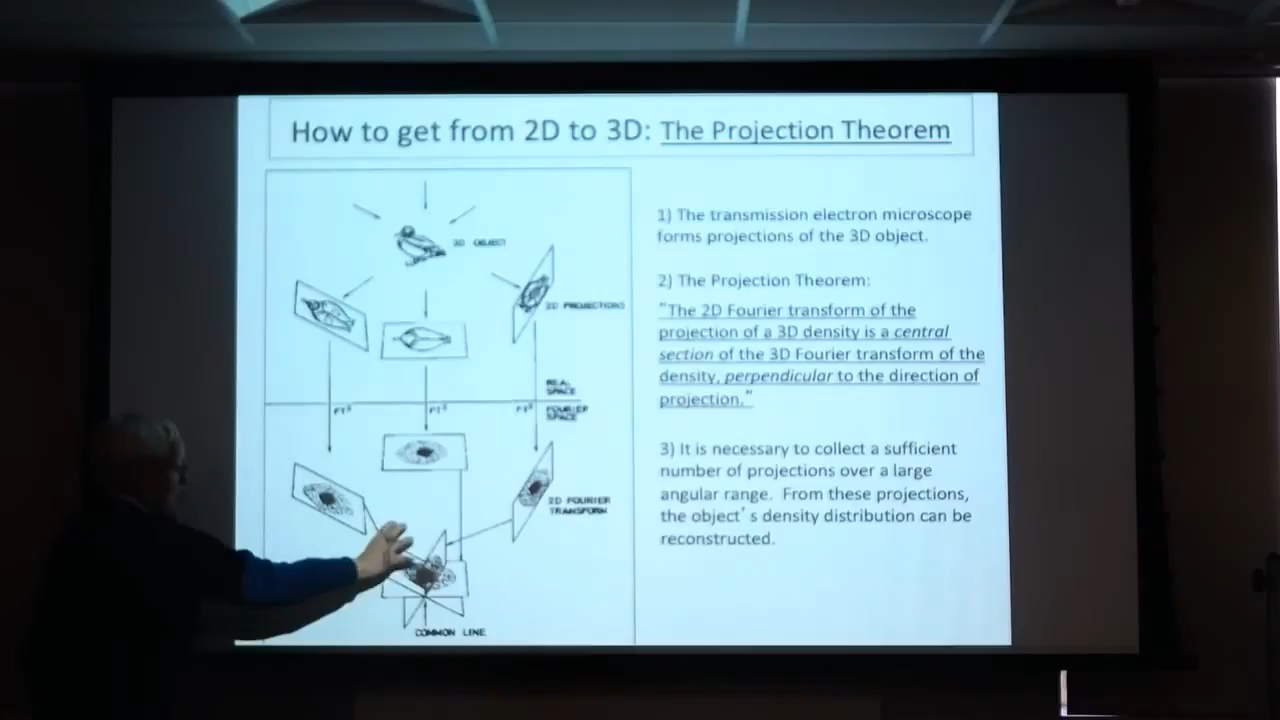 How to get from 2D to 3D: The Projection Theorem
3D OBJECT
2D PROJECTIONS
REAL
SPACE
FT² FT² FT² FOURIER
SPACE
2D FOURIER
TRANSFORM
COMMON LINE
1) The transmission electron microscope
forms projections of the 3D object.
2) The Projection Theorem:
"The 2D Fourier transform of the
projection of a 3D density is a central
section of the 3D Fourier transform of the
density, perpendicular to the direction of
projection."
3) It is necessary to collect a sufficient
number of projections over a large
angular range. From these projections,
the object's density distribution can be
reconstructed.